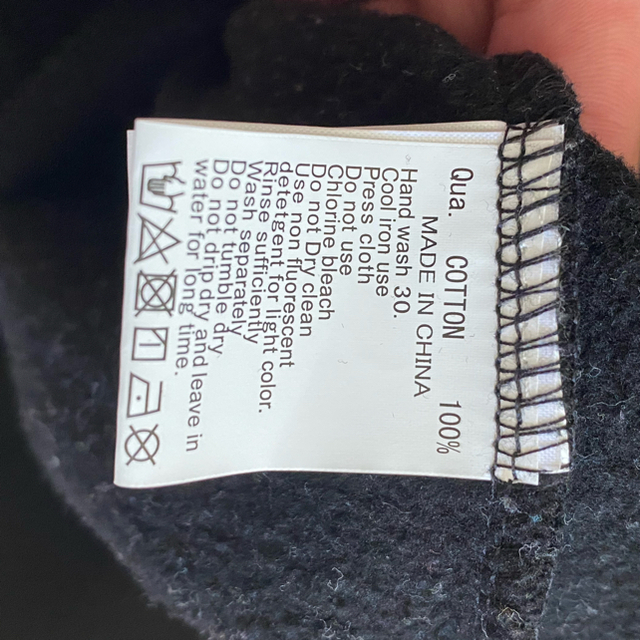 Qua. COTTON 100%
MADE IN CHINA
Hand wash 30.
Cool iron use
Press cloth
Do not use
Chlorine bleach
Do not Dry clean
Use non fluorescent
detetgent for light color.
Rinse sufficiently
Wash separately
Do not tumble dry.
Do not drip dry and leave in
water for long time.